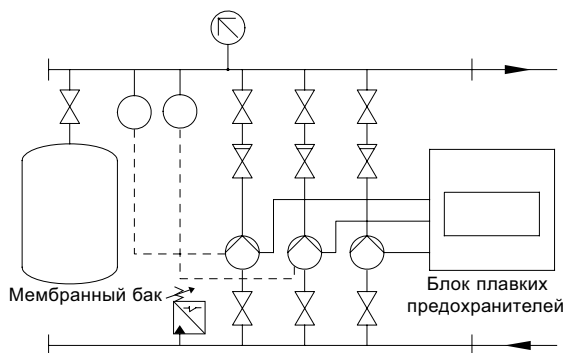 Мембранный бак
Блок плавких
предохранителей